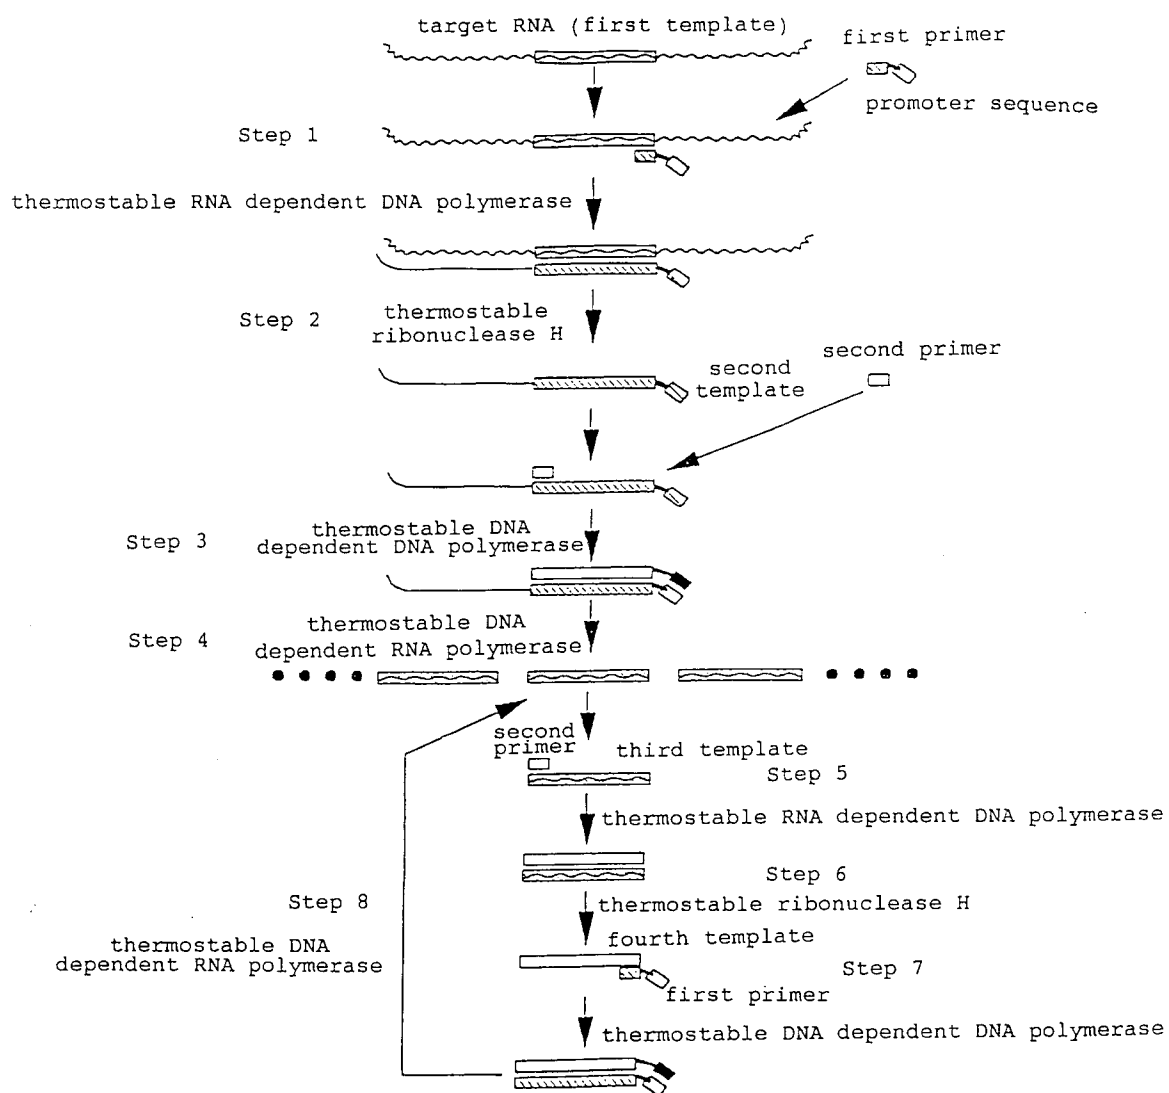 target RNA (first template)
first primer
promoter sequence
Step 1
thermostable RNA dependent DNA polymerase
Step 2
thermostable
ribonuclease H
second primer
second
template
Step 3
thermostable DNA
dependent DNA polymerase
Step 4
thermostable DNA
dependent RNA polymerase
second
primer
third template
Step 5
thermostable RNA dependent DNA polymerase
Step 6
Step 8
thermostable ribonuclease H
thermostable DNA
dependent RNA polymerase
fourth template
Step 7
first primer
thermostable DNA dependent DNA polymerase